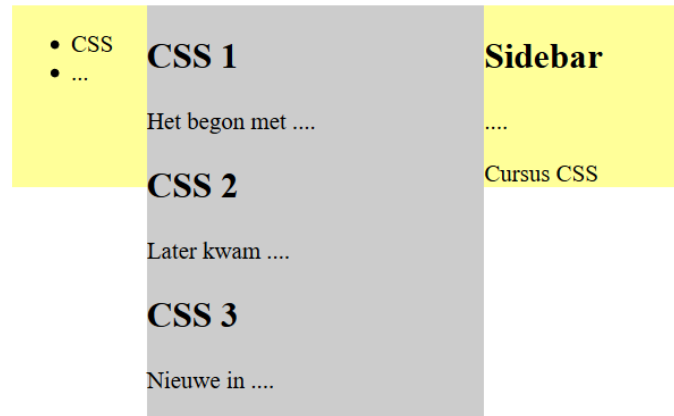 CSS
...
CSS 1
Het begon met ....
CSS 2
Later kwam ....
CSS 3
Nieuwe in ....
Sidebar
....
Cursus CSS